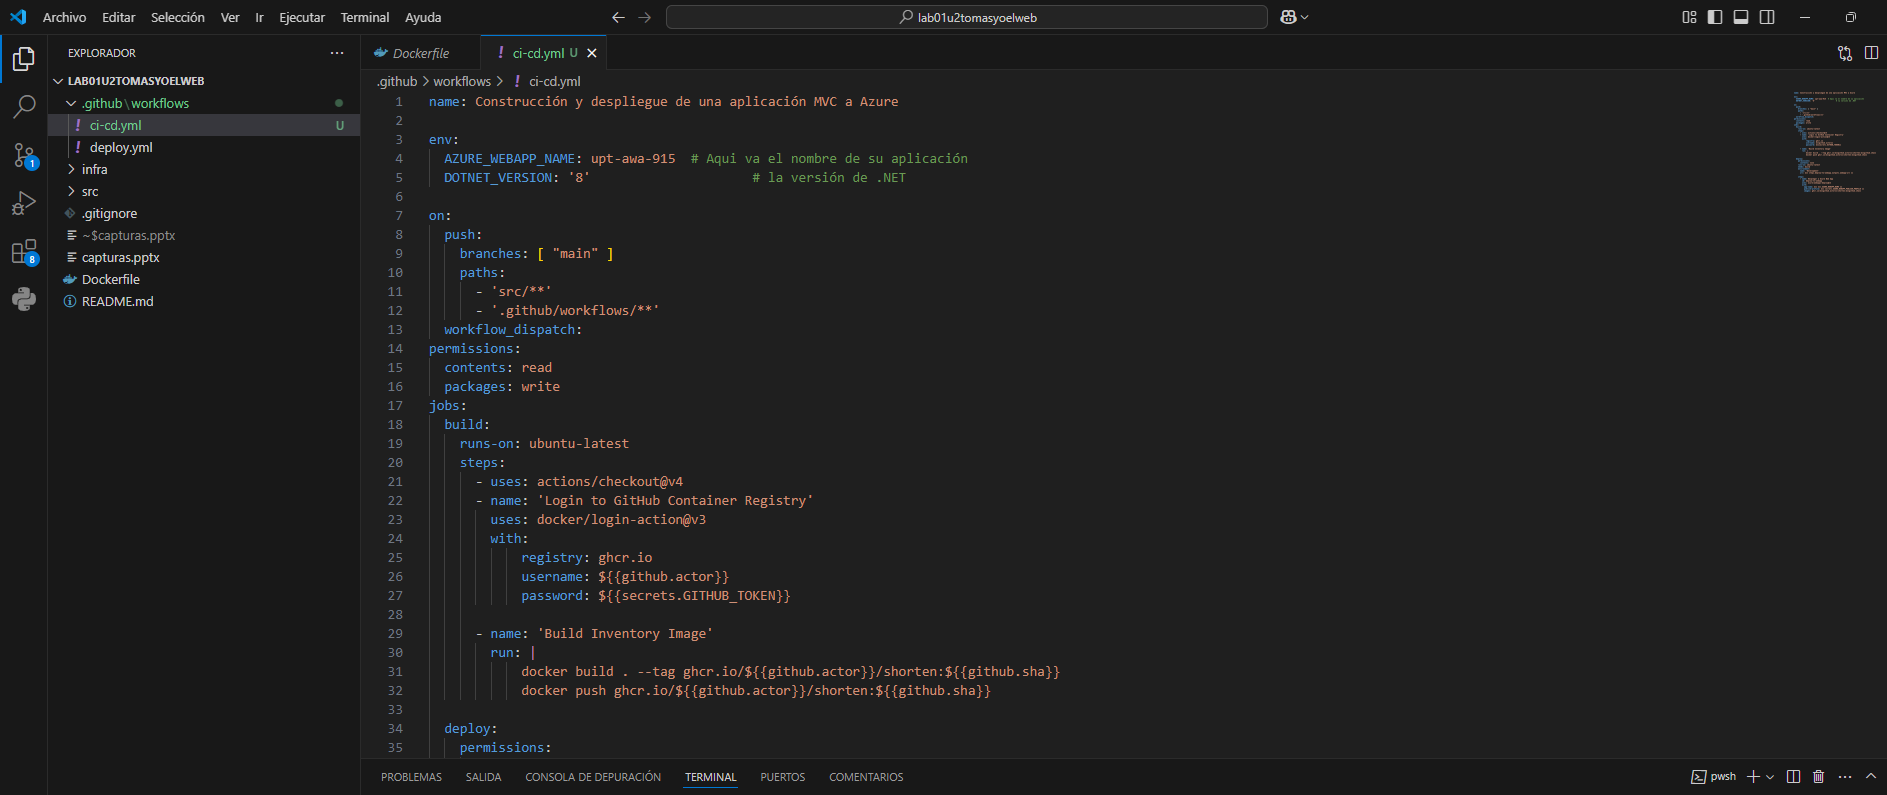 Archivo Editar Selección Ver Ir Ejecutar Terminal Ayuda
lab01u2tomasyoelweb
EXPLORADOR
LAB01U2TOMASYOELWEB
.github\workflows
ci-cd.yml U
deploy.yml
infra
src
.gitignore
~$capturas.pptx
capturas.pptx
Dockerfile
README.md
1
8
Dockerfile
ci-cd.yml U
.github > workflows > ci-cd.yml
1 name: Construcción y despliegue de una aplicación MVC a Azure
2
3 env:
4 AZURE_WEBAPP_NAME: upt-awa-915 # Aqui va el nombre de su aplicación
5 DOTNET_VERSION: '8' # la versión de .NET
6
7 on:
8 push:
9 branches: [ "main" ]
10 paths:
11 - 'src/**'
12 - '.github/workflows/**'
13 workflow_dispatch:
14 permissions:
15 contents: read
16 packages: write
17 jobs:
18 build:
19 runs-on: ubuntu-latest
20 steps:
21 - uses: actions/checkout@v4
22 - name: 'Login to GitHub Container Registry'
23 uses: docker/login-action@v3
24 with:
25 registry: ghcr.io
26 username: ${{github.actor}}
27 password: ${{secrets.GITHUB_TOKEN}}
28
29 - name: 'Build Inventory Image'
30 run: |
31 docker build . --tag ghcr.io/${{github.actor}}/shorten:${{github.sha}}
32 docker push ghcr.io/${{github.actor}}/shorten:${{github.sha}}
33
34 deploy:
35 permissions:
PROBLEMAS SALIDA CONSOLA DE DEPURACIÓN TERMINAL PUERTOS COMENTARIOS
pwsh